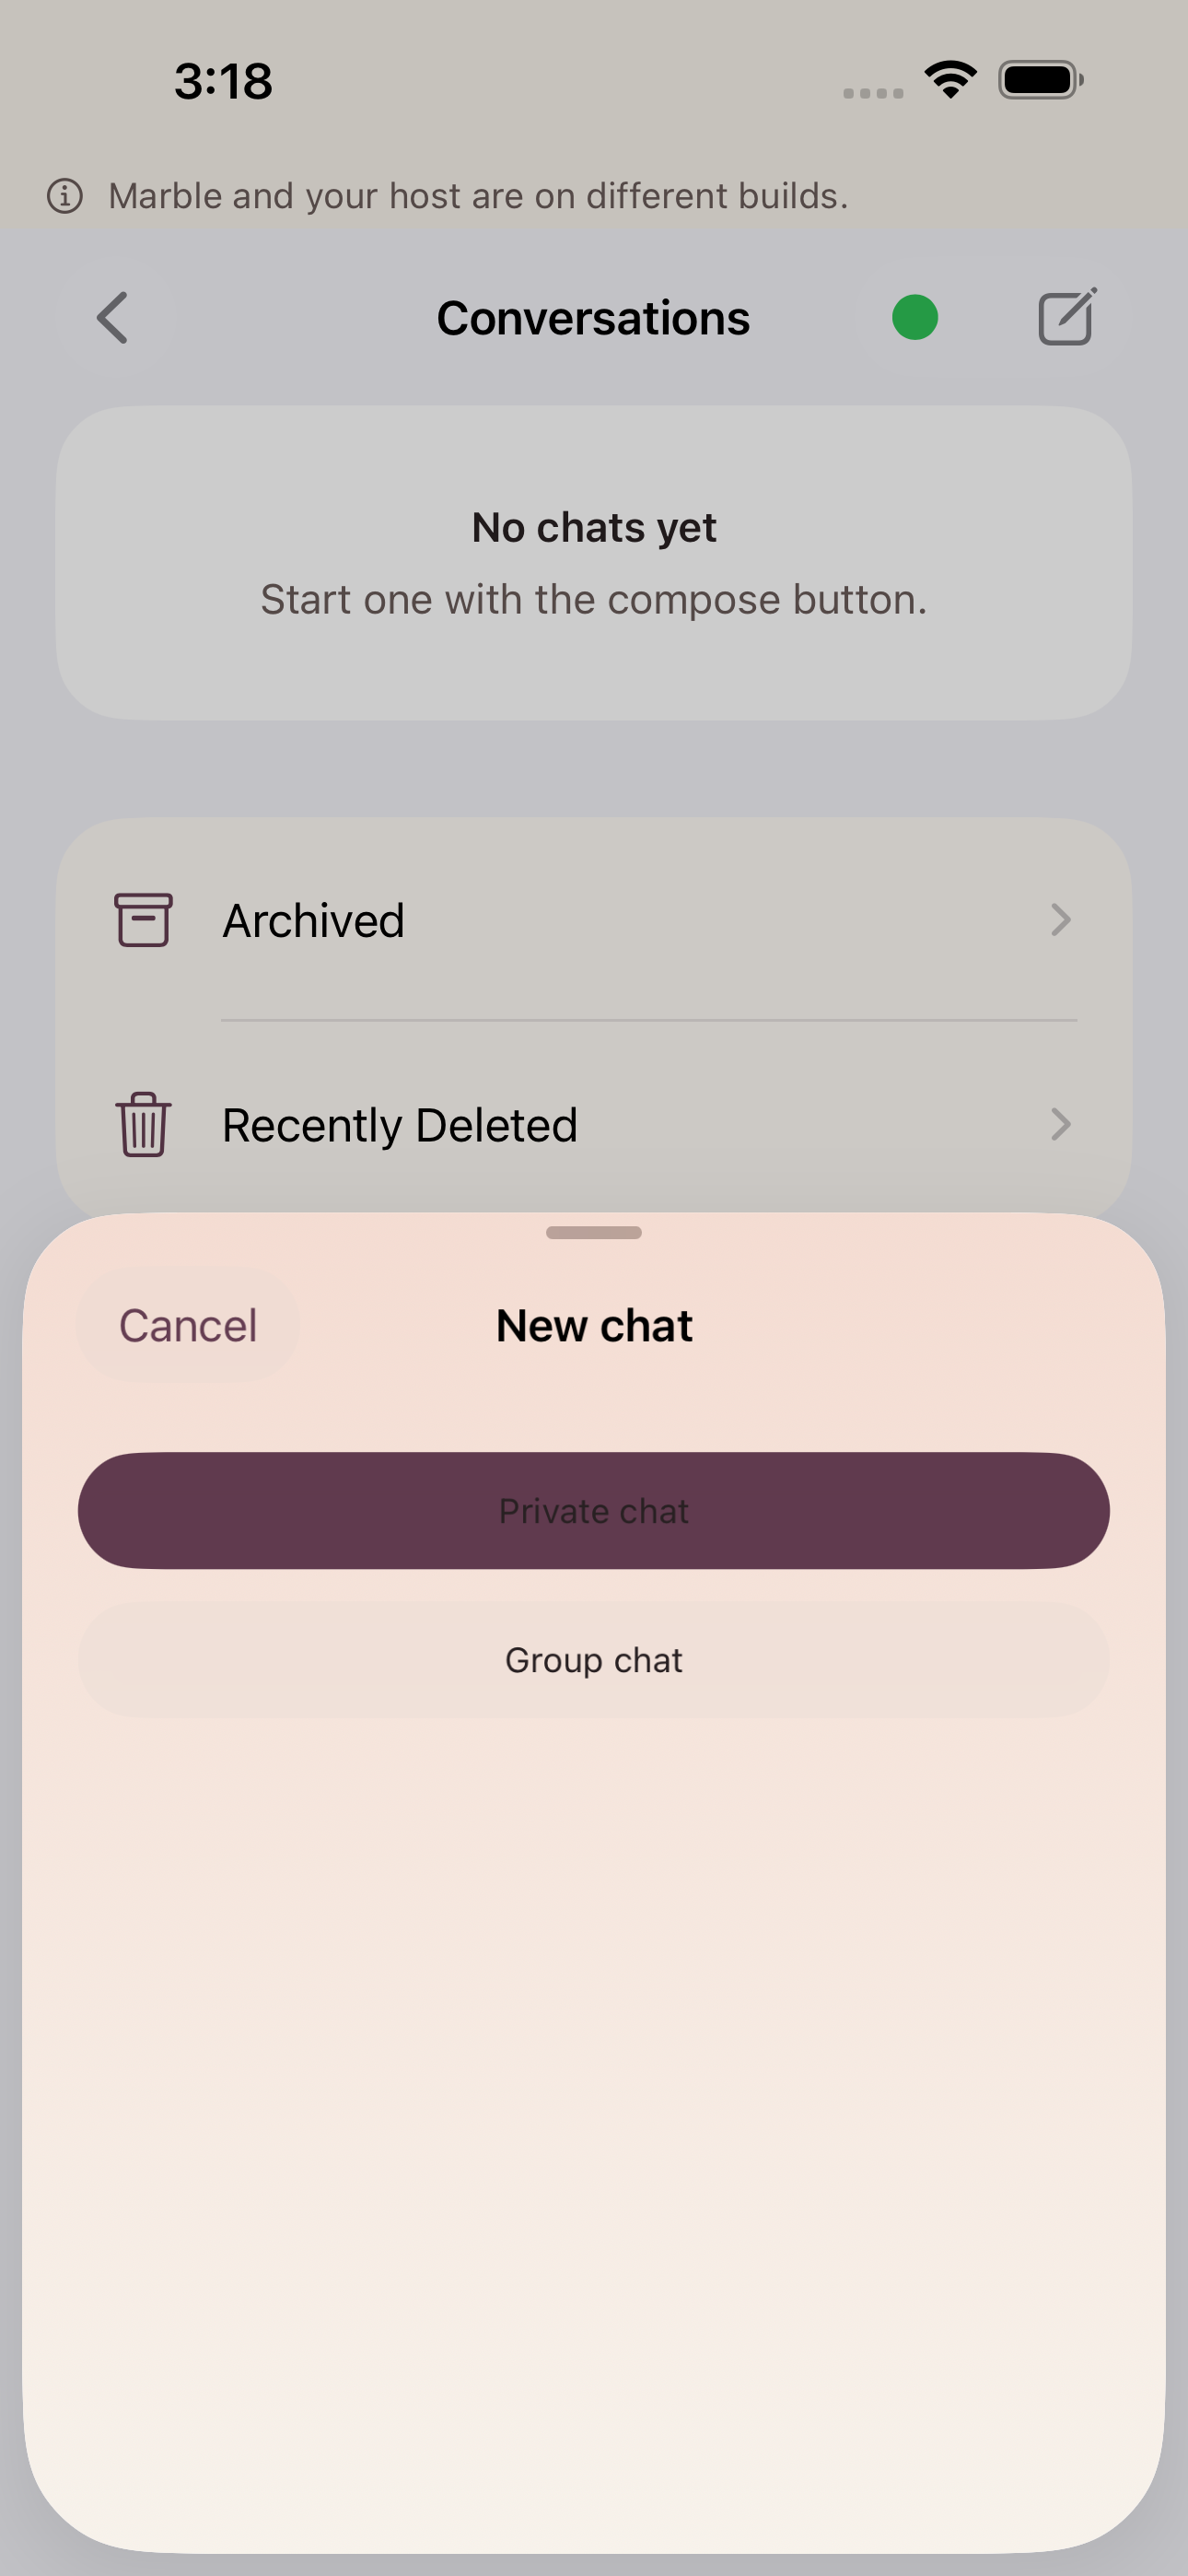 3:18
Marble and your host are on different builds.
Conversations
No chats yet
Start one with the compose button.
Archived
Recently Deleted
Cancel
New chat
Private chat
Group chat